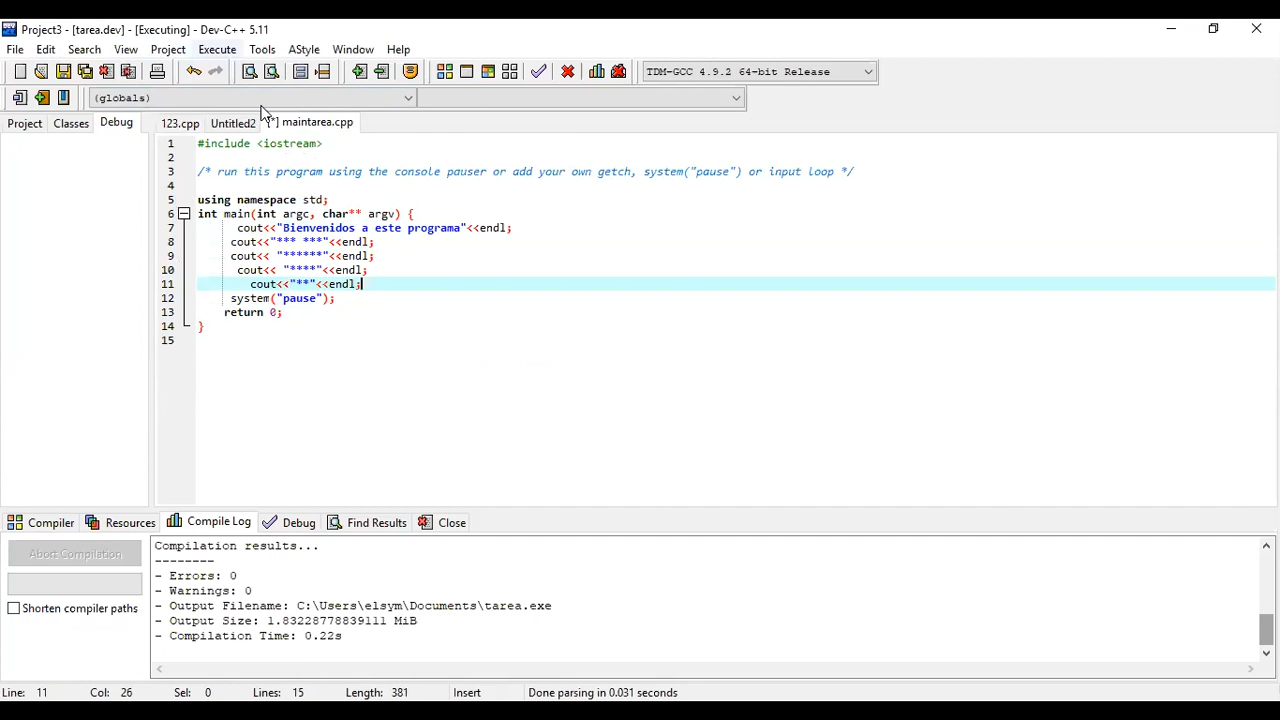 Project3 - [tarea.dev] - [Executing] - Dev-C++ 5.11
File Edit Search View Project Execute Tools AStyle Window Help
TDM-GCC 4.9.2 64-bit Release
(globals)
Project Classes Debug 123.cpp Untitled2 [*] maintarea.cpp
1 #include <iostream>
2
3 /* run this program using the console pauser or add your own getch, system("pause") or input loop */
4
5 using namespace std;
6 int main(int argc, char** argv) {
7 cout<<"Bienvenidos a este programa"<<endl;
8 cout<<"*** ***"<<endl;
9 cout<< "******"<<endl;
10 cout<< "****"<<endl;
11 cout<<"**"<<endl;
12 system("pause");
13 return 0;
14 }
15
Compiler Resources Compile Log Debug Find Results Close
Abort Compilation
Shorten compiler paths
Compilation results...
--------
- Errors: 0
- Warnings: 0
- Output Filename: C:\Users\elsym\Documents\tarea.exe
- Output Size: 1.83228778839111 MiB
- Compilation Time: 0.22s
Line: 11 Col: 26 Sel: 0 Lines: 15 Length: 381 Insert Done parsing in 0.031 seconds